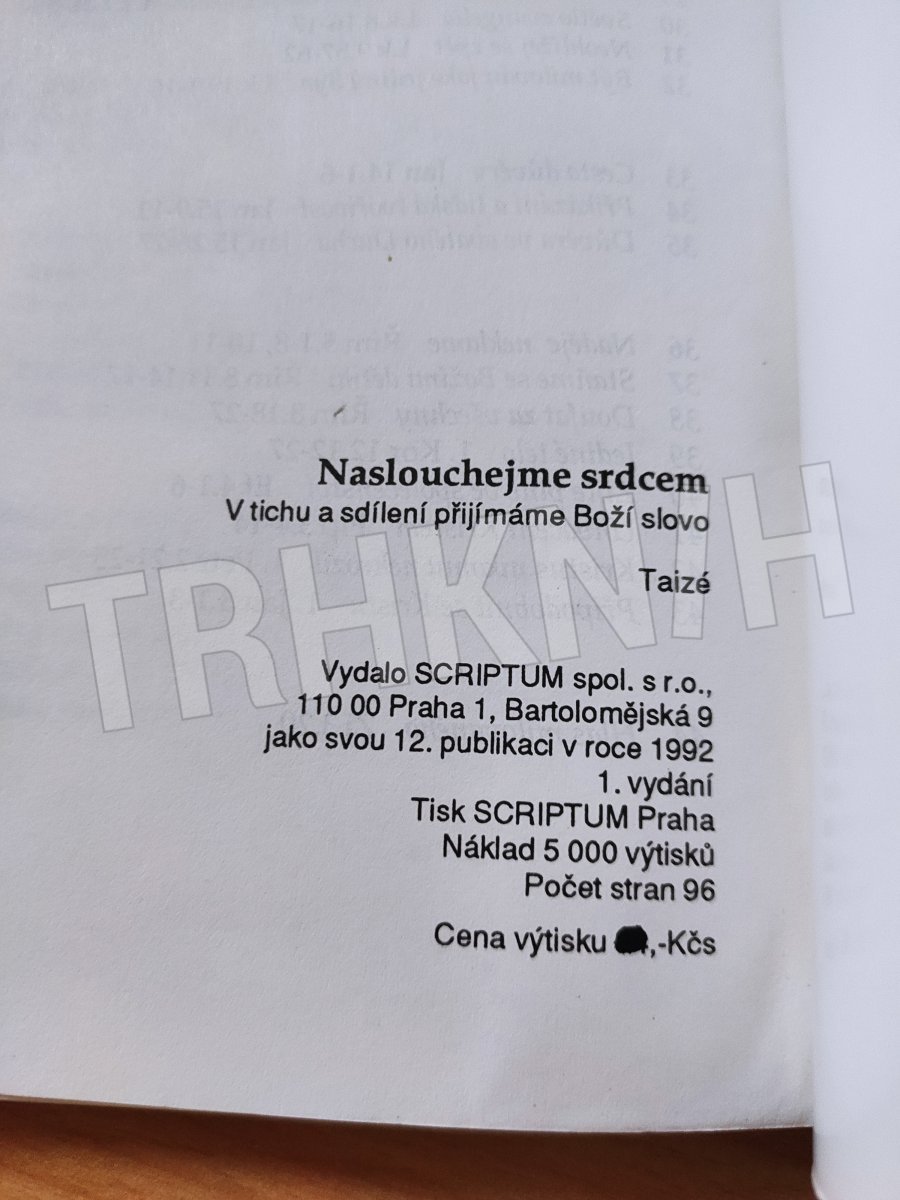 Naslouchejme srdcem
V tichu a sdílení přijímáme Boží slovo
Taizé
TRHKNIH
Vydalo SCRIPTUM spol. s r.o.,
110 00 Praha 1, Bartolomějská 9
jako svou 12. publikaci v roce 1992
1. vydání
Tisk SCRIPTUM Praha
Náklad 5 000 výtisků
Počet stran 96
Cena výtisku ,-Kčs